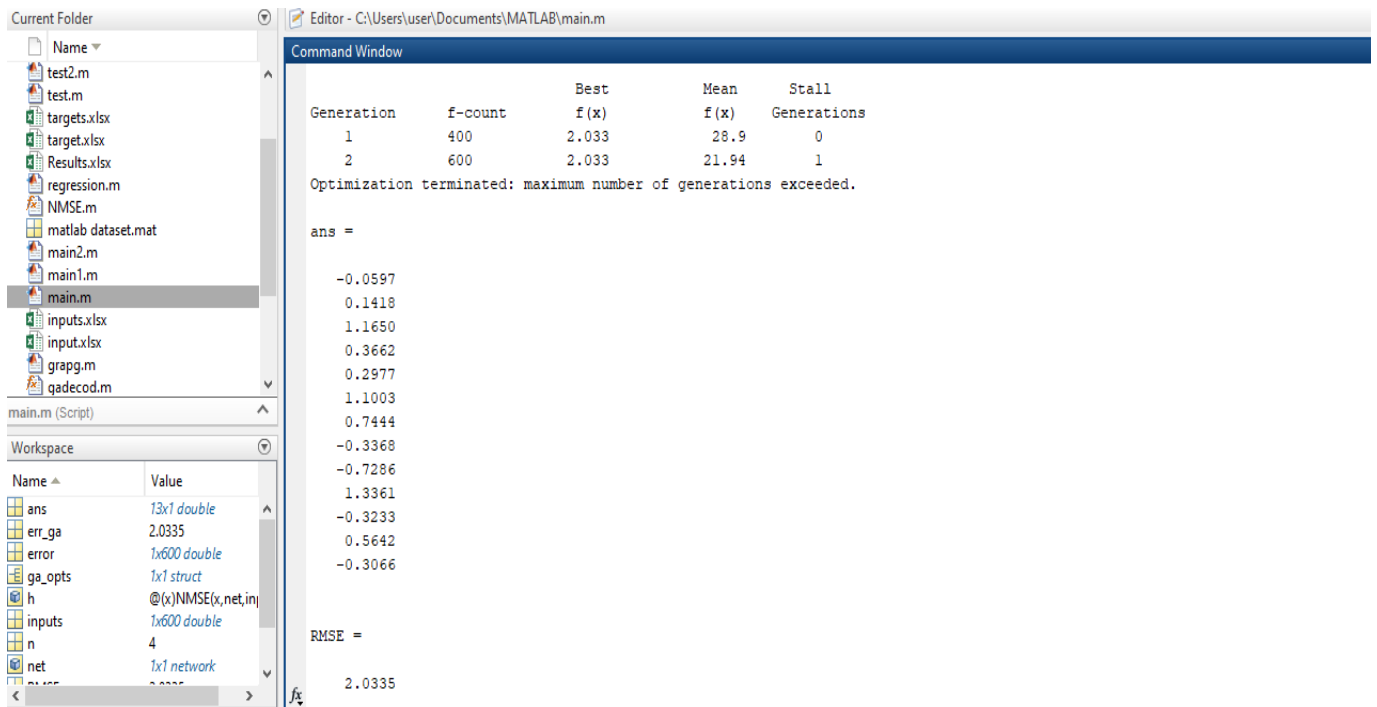 Current Folder
Name
test2.m
test.m
targets.xlsx
target.xlsx
Results.xlsx
regression.m
NMSE.m
matlab dataset.mat
main2.m
main1.m
main.m
inputs.xlsx
input.xlsx
grapg.m
gadecod.m
main.m (Script)
Workspace
Name Value
ans 13x1 double
err_ga 2.0335
error 1x600 double
ga_opts 1x1 struct
h @(x)NMSE(x,net,inp
inputs 1x600 double
n 4
net 1x1 network
RMSE 2.0335
Editor - C:\Users\user\Documents\MATLAB\main.m
Command Window
Best Mean Stall
Generation f-count f(x) f(x) Generations
1 400 2.033 28.9 0
2 600 2.033 21.94 1
Optimization terminated: maximum number of generations exceeded.
ans =
-0.0597
0.1418
1.1650
0.3662
0.2977
1.1003
0.7444
-0.3368
-0.7286
1.3361
-0.3233
0.5642
-0.3066
RMSE =
2.0335
fx